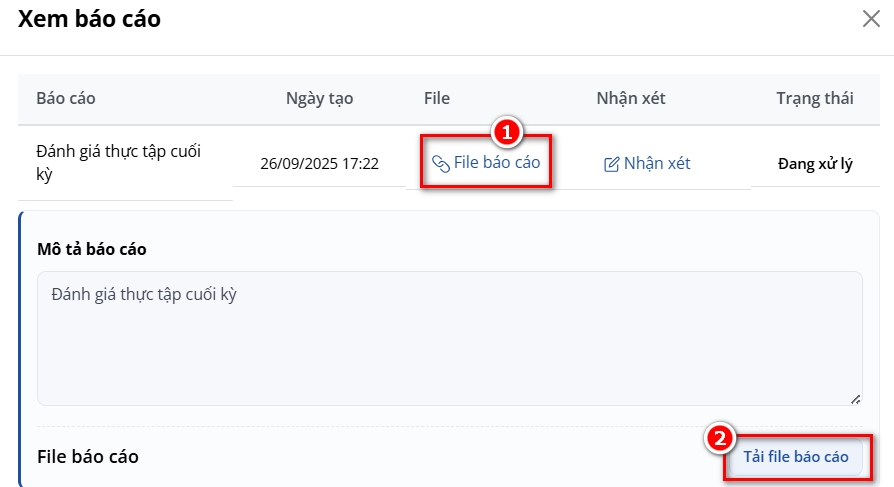 Xem báo cáo
Báo cáo Ngày tạo File Nhận xét Trạng thái
1
Đánh giá thực tập cuối kỳ 26/09/2025 17:22 File báo cáo Nhận xét Đang xử lý
Mô tả báo cáo
Đánh giá thực tập cuối kỳ
2
File báo cáo Tải file báo cáo